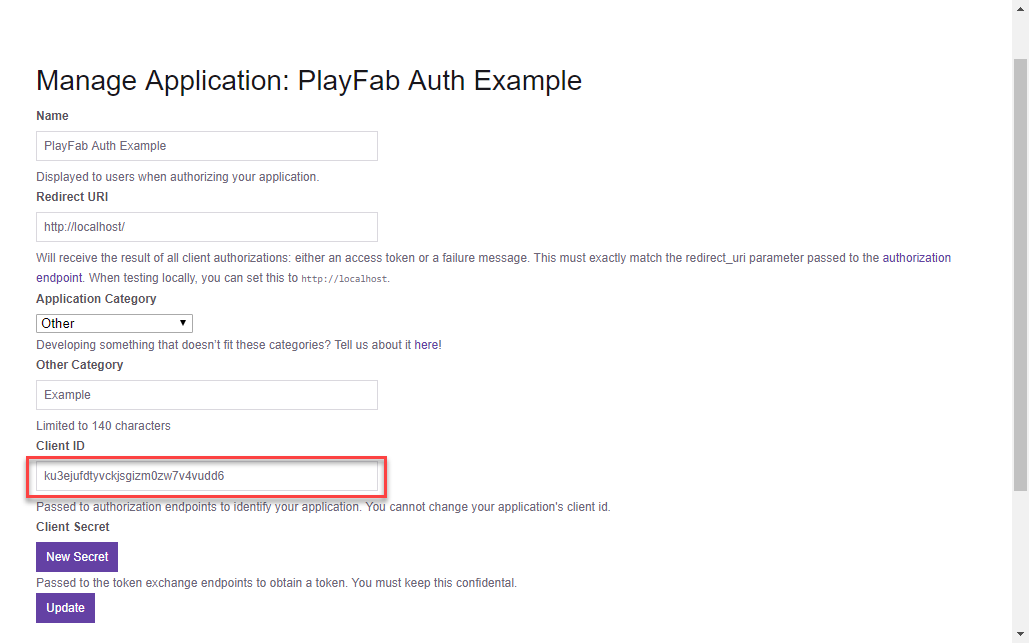 Manage Application: PlayFab Auth Example
Name
PlayFab Auth Example
Displayed to users when authorizing your application.
Redirect URI
http://localhost/
Will receive the result of all client authorizations: either an access token or a failure message. This must exactly match the redirect_uri parameter passed to the authorization
endpoint. When testing locally, you can set this to http://localhost.
Application Category
Other
Developing something that doesn't fit these categories? Tell us about it here!
Other Category
Example
Limited to 140 characters
Client ID
ku3ejufdtyvckjsgizm0zw7v4vudd6
Passed to authorization endpoints to identify your application. You cannot change your application's client id.
Client Secret
New Secret
Passed to the token exchange endpoints to obtain a token. You must keep this confidental.
Update